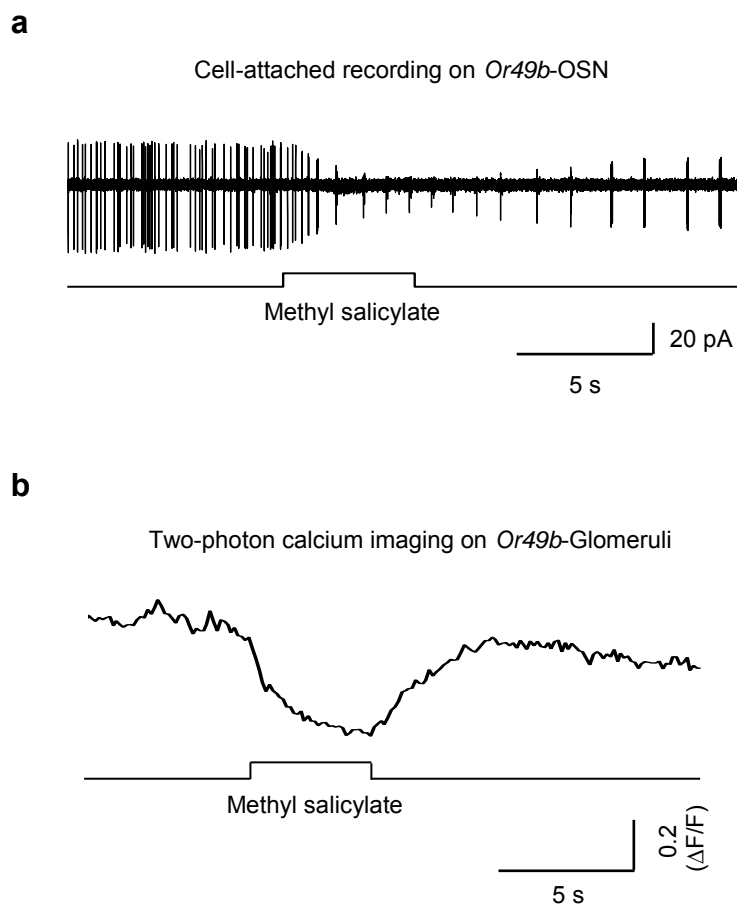 a
Cell-attached recording on Or49b-OSN
Methyl salicylate
20 pA
5 s
b
Two-photon calcium imaging on Or49b-Glomeruli
Methyl salicylate
0.2
(ΔF/F)
5 s